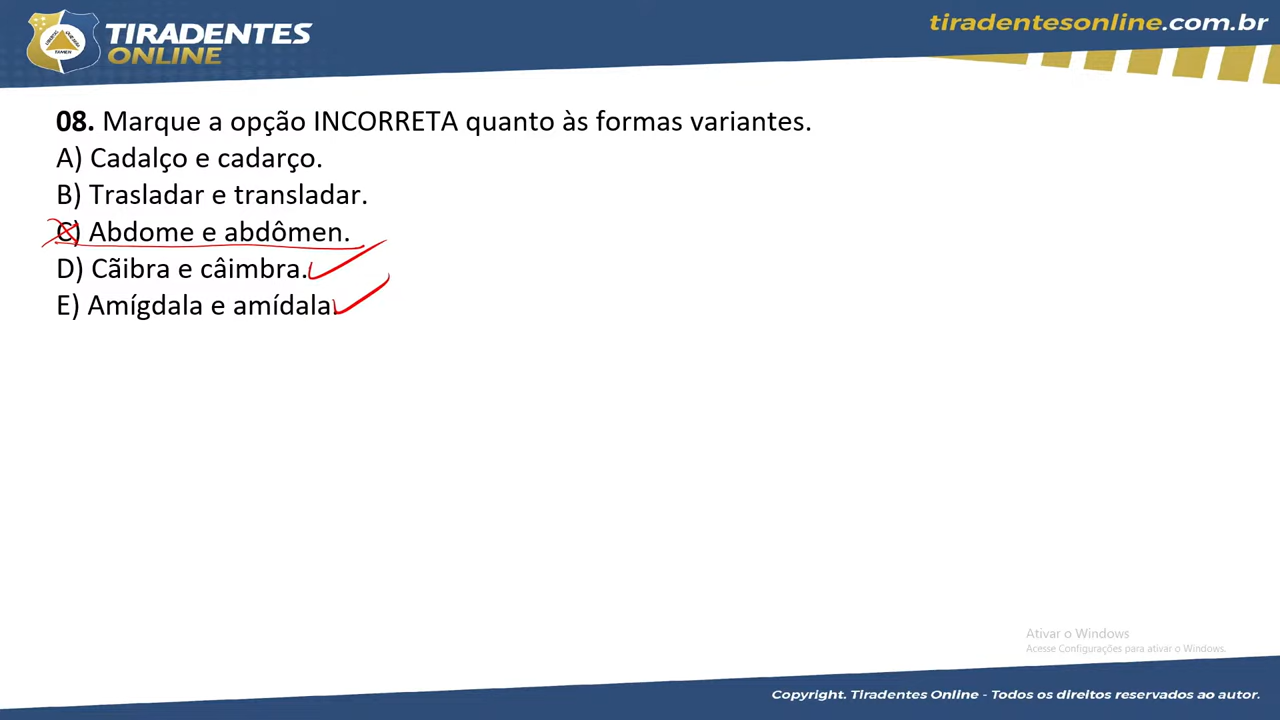 TIRADENTES
ONLINE
tiradentesonline.com.br
08. Marque a opção INCORRETA quanto às formas variantes.
A) Cadalço e cadarço.
B) Trasladar e transladar.
C) Abdome e abdômen.
D) Cãibra e câimbra.
E) Amígdala e amídala.
Ativar o Windows
Acesse Configurações para ativar o Windows.
Copyright. Tiradentes Online - Todos os direitos reservados ao autor.